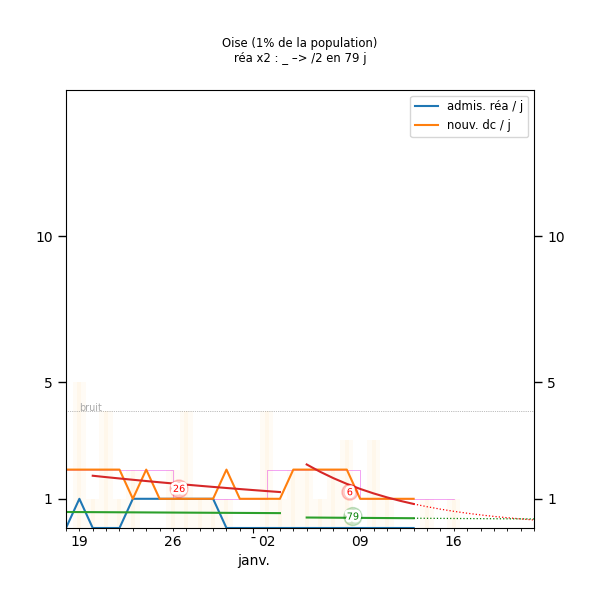 Oise (1% de la population)
réa x2 : _ –> /2 en 79 j
admis. réa / j
nouv. dc / j
10 10
5 5
bruit
26 6
79
1 1
19 26 - 02 09 16
janv.